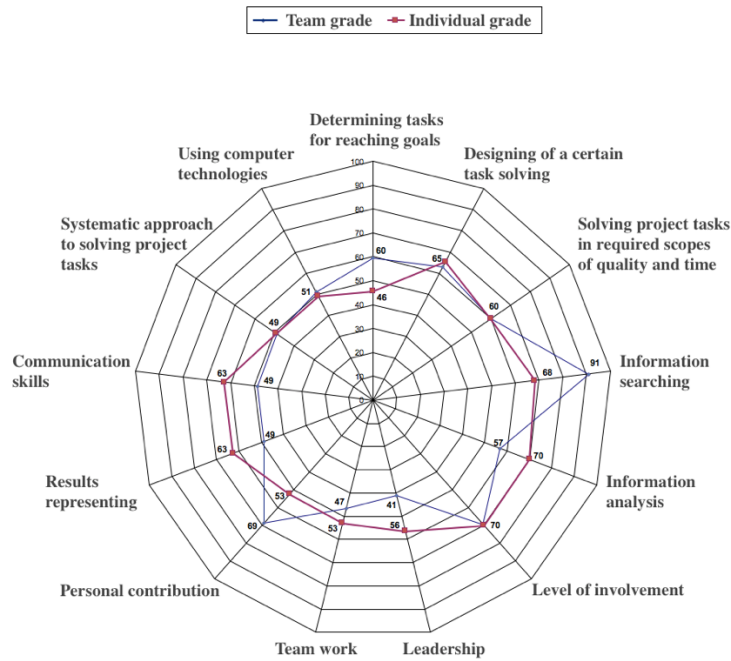 Team grade Individual grade
Determining tasks
for reaching goals
Using computer
technologies
Designing of a certain
task solving
Systematic approach
to solving project
tasks
Solving project tasks
in required scopes
of quality and time
Communication
skills
Information
searching
Results
representing
Information
analysis
Personal contribution
Level of involvement
Team work
Leadership
100
90
80
70
60
50
40
30
20
10
0
60
46
65
60
91
68
57
70
70
41
56
47
53
69
53
49
63
63
49
49
51